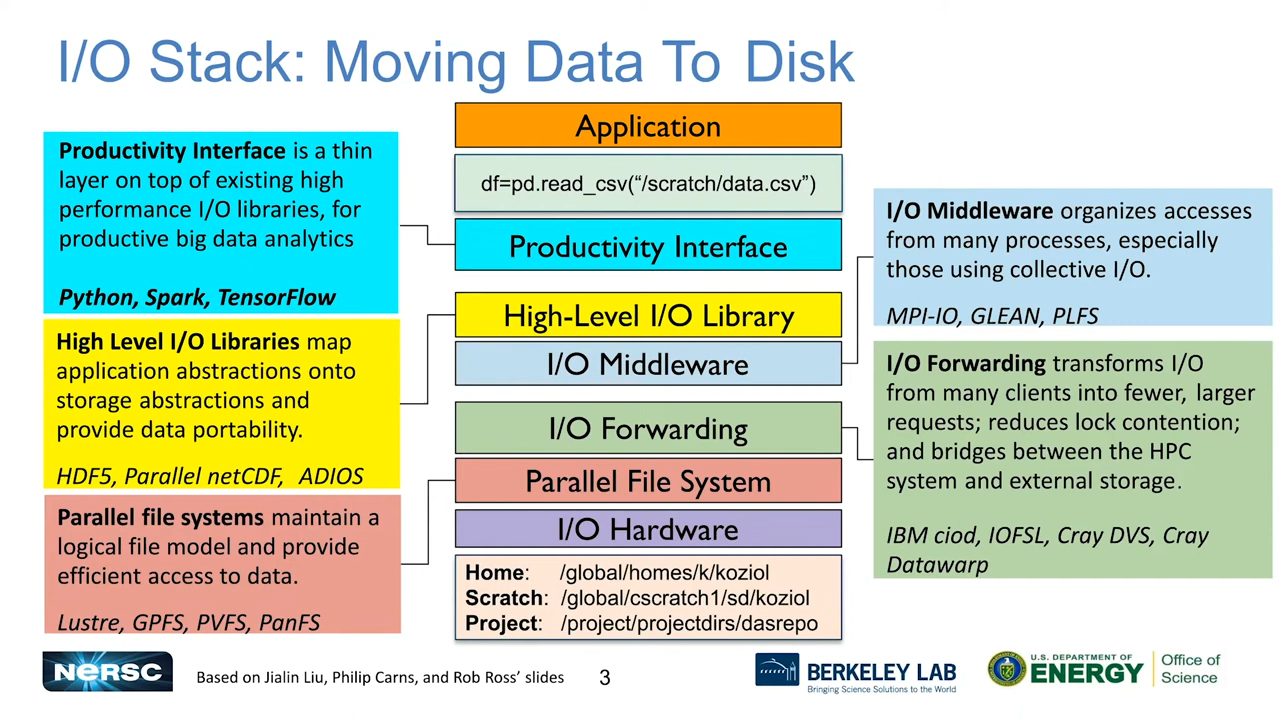 I/O Stack: Moving Data To Disk
Productivity Interface is a thin
layer on top of existing high
performance I/O libraries, for
productive big data analytics
Python, Spark, TensorFlow
High Level I/O Libraries map
application abstractions onto
storage abstractions and
provide data portability.
HDF5, Parallel netCDF, ADIOS
Parallel file systems maintain a
logical file model and provide
efficient access to data.
Lustre, GPFS, PVFS, PanFS
Application
df=pd.read_csv(“/scratch/data.csv”)
Productivity Interface
High-Level I/O Library
I/O Middleware
I/O Forwarding
Parallel File System
I/O Hardware
Home: /global/homes/k/koziol
Scratch: /global/cscratch1/sd/koziol
Project: /project/projectdirs/dasrepo
I/O Middleware organizes accesses
from many processes, especially
those using collective I/O.
MPI-IO, GLEAN, PLFS
I/O Forwarding transforms I/O
from many clients into fewer, larger
requests; reduces lock contention;
and bridges between the HPC
system and external storage.
IBM ciod, IOFSL, Cray DVS, Cray
Datawarp
NERSC
Based on Jialin Liu, Philip Carns, and Rob Ross’ slides
3
BERKELEY LAB
Bringing Science Solutions to the World
U.S. DEPARTMENT OF
ENERGY
Office of
Science